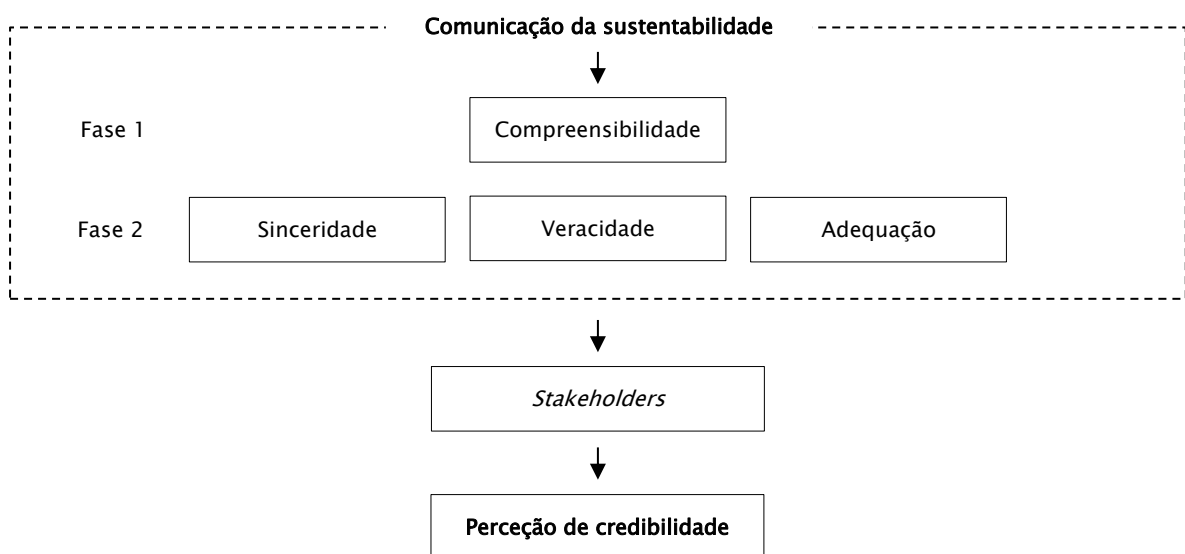 Comunicação da sustentabilidade
Fase 1
Compreensibilidade
Fase 2
Sinceridade
Veracidade
Adequação
Stakeholders
Perceção de credibilidade